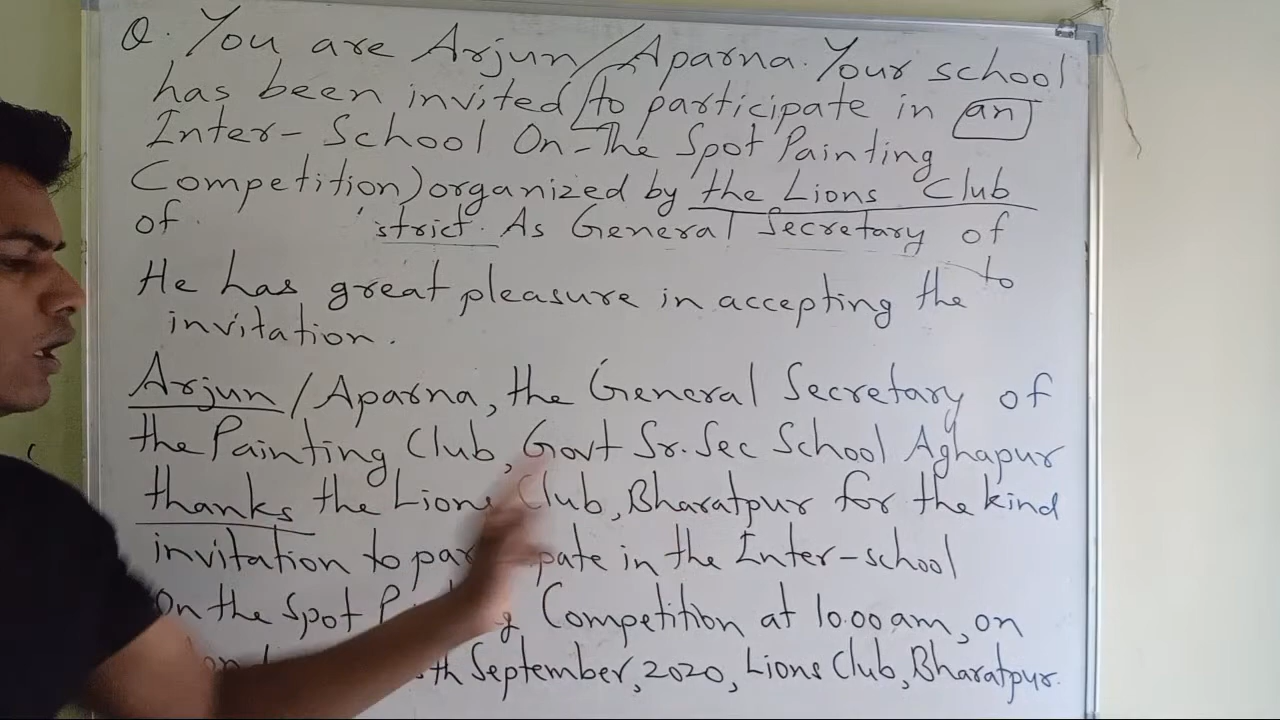 Q. You are Arjun/Aparna. Your school
has been invited to participate in an
Inter-School On-The Spot Painting
Competition) organized by the Lions Club
of strict. As General Secretary of
to
He has great pleasure in accepting the
invitation.
Arjun/Aparna, the General Secretary of
the Painting Club, Govt Sr. Sec School Aghapur
thanks the Lions Club, Bharatpur for the kind
invitation to pate in the Inter-school
On the Spot Competition at 10.00 am, on
th September, 2020, Lions Club, Bharatpur.